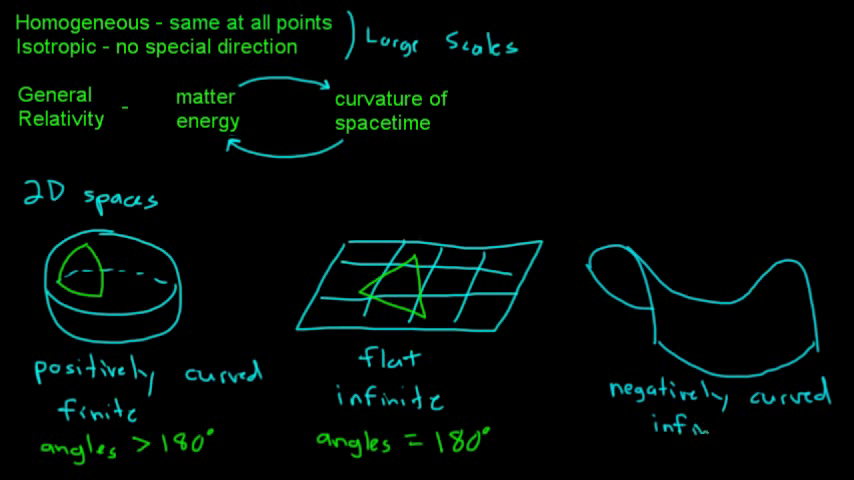 Homogeneous - same at all points
Isotropic - no special direction
Large Scales
General Relativity -
matter energy
curvature of spacetime
2D spaces
positively curved
finite
angles > 180°
flat
infinite
angles = 180°
negatively curved
infin